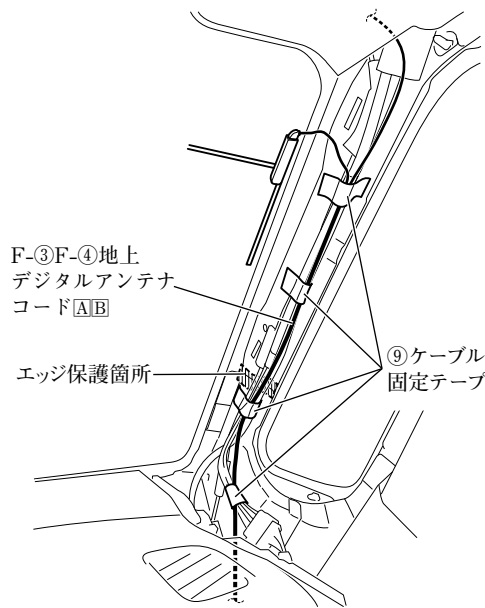 F-③F-④地上
デジタルアンテナ
コード🄰🄱
エッジ保護箇所
⑨ケーブル
固定テープ